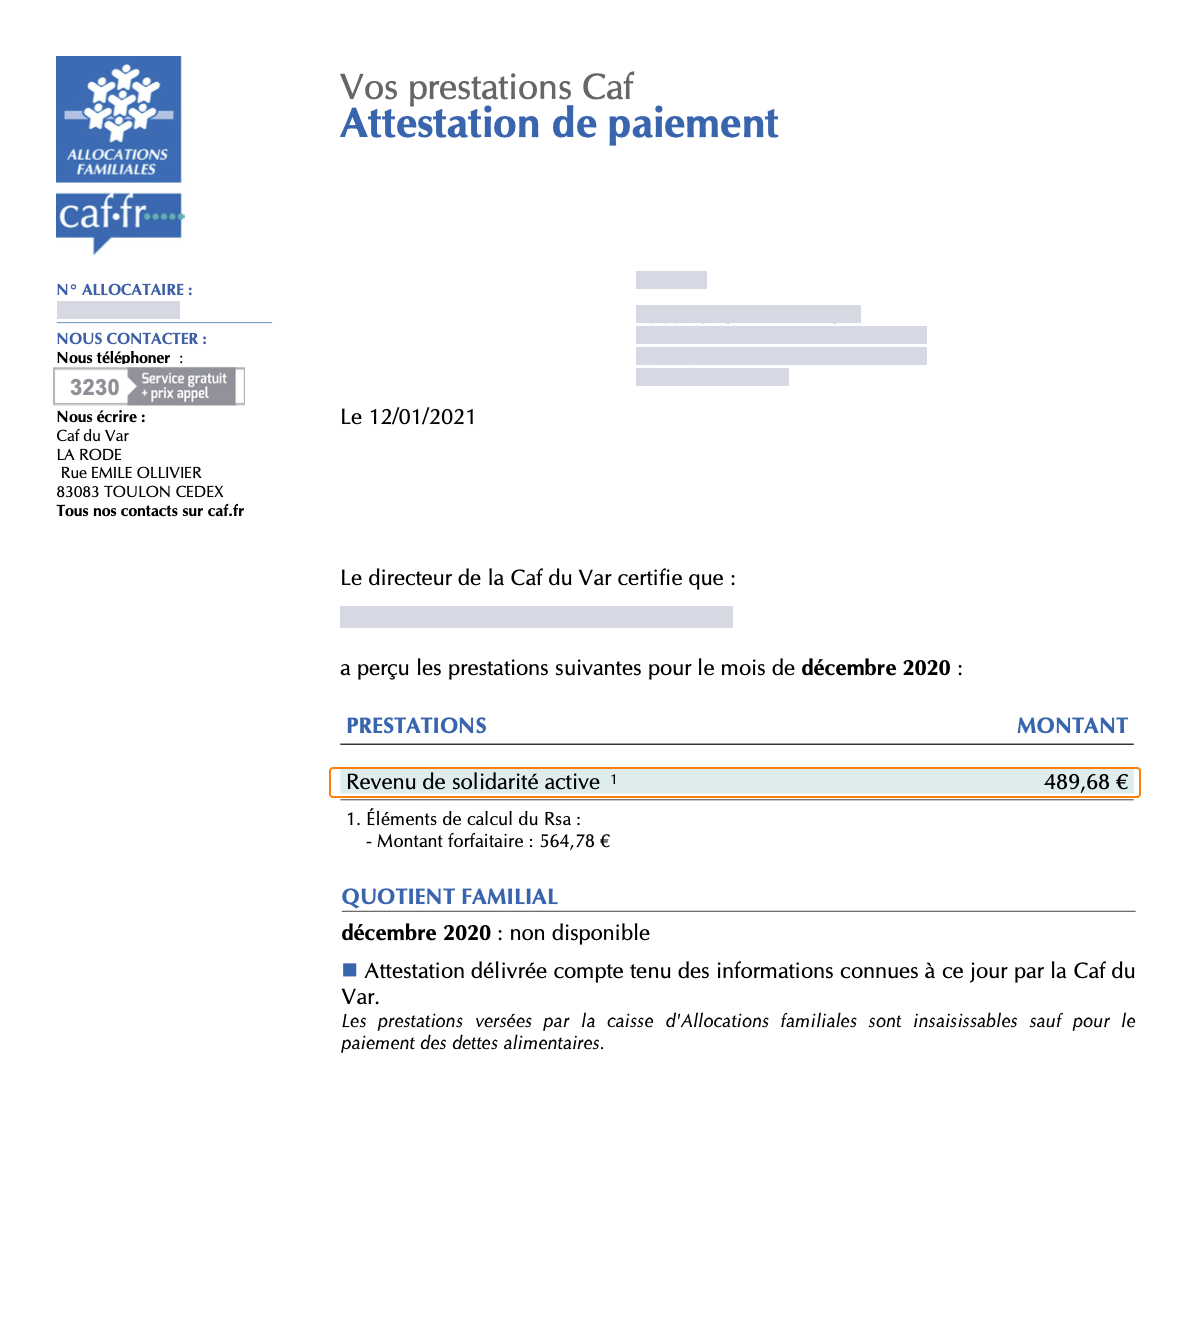 ALLOCATIONS
FAMILIALES
caf.fr
Vos prestations Caf
Attestation de paiement
N° ALLOCATAIRE :
NOUS CONTACTER :
Nous téléphoner :
3230
Service gratuit
+ prix appel
Nous écrire :
Caf du Var
LA RODE
Rue EMILE OLLIVIER
83083 TOULON CEDEX
Tous nos contacts sur caf.fr
Le 12/01/2021
Le directeur de la Caf du Var certifie que :
a perçu les prestations suivantes pour le mois de décembre 2020 :
PRESTATIONS MONTANT
Revenu de solidarité active 1 489,68 €
1. Éléments de calcul du Rsa :
- Montant forfaitaire : 564,78 €
QUOTIENT FAMILIAL
décembre 2020 : non disponible
■ Attestation délivrée compte tenu des informations connues à ce jour par la Caf du
Var.
Les prestations versées par la caisse d'Allocations familiales sont insaisissables sauf pour le
paiement des dettes alimentaires.